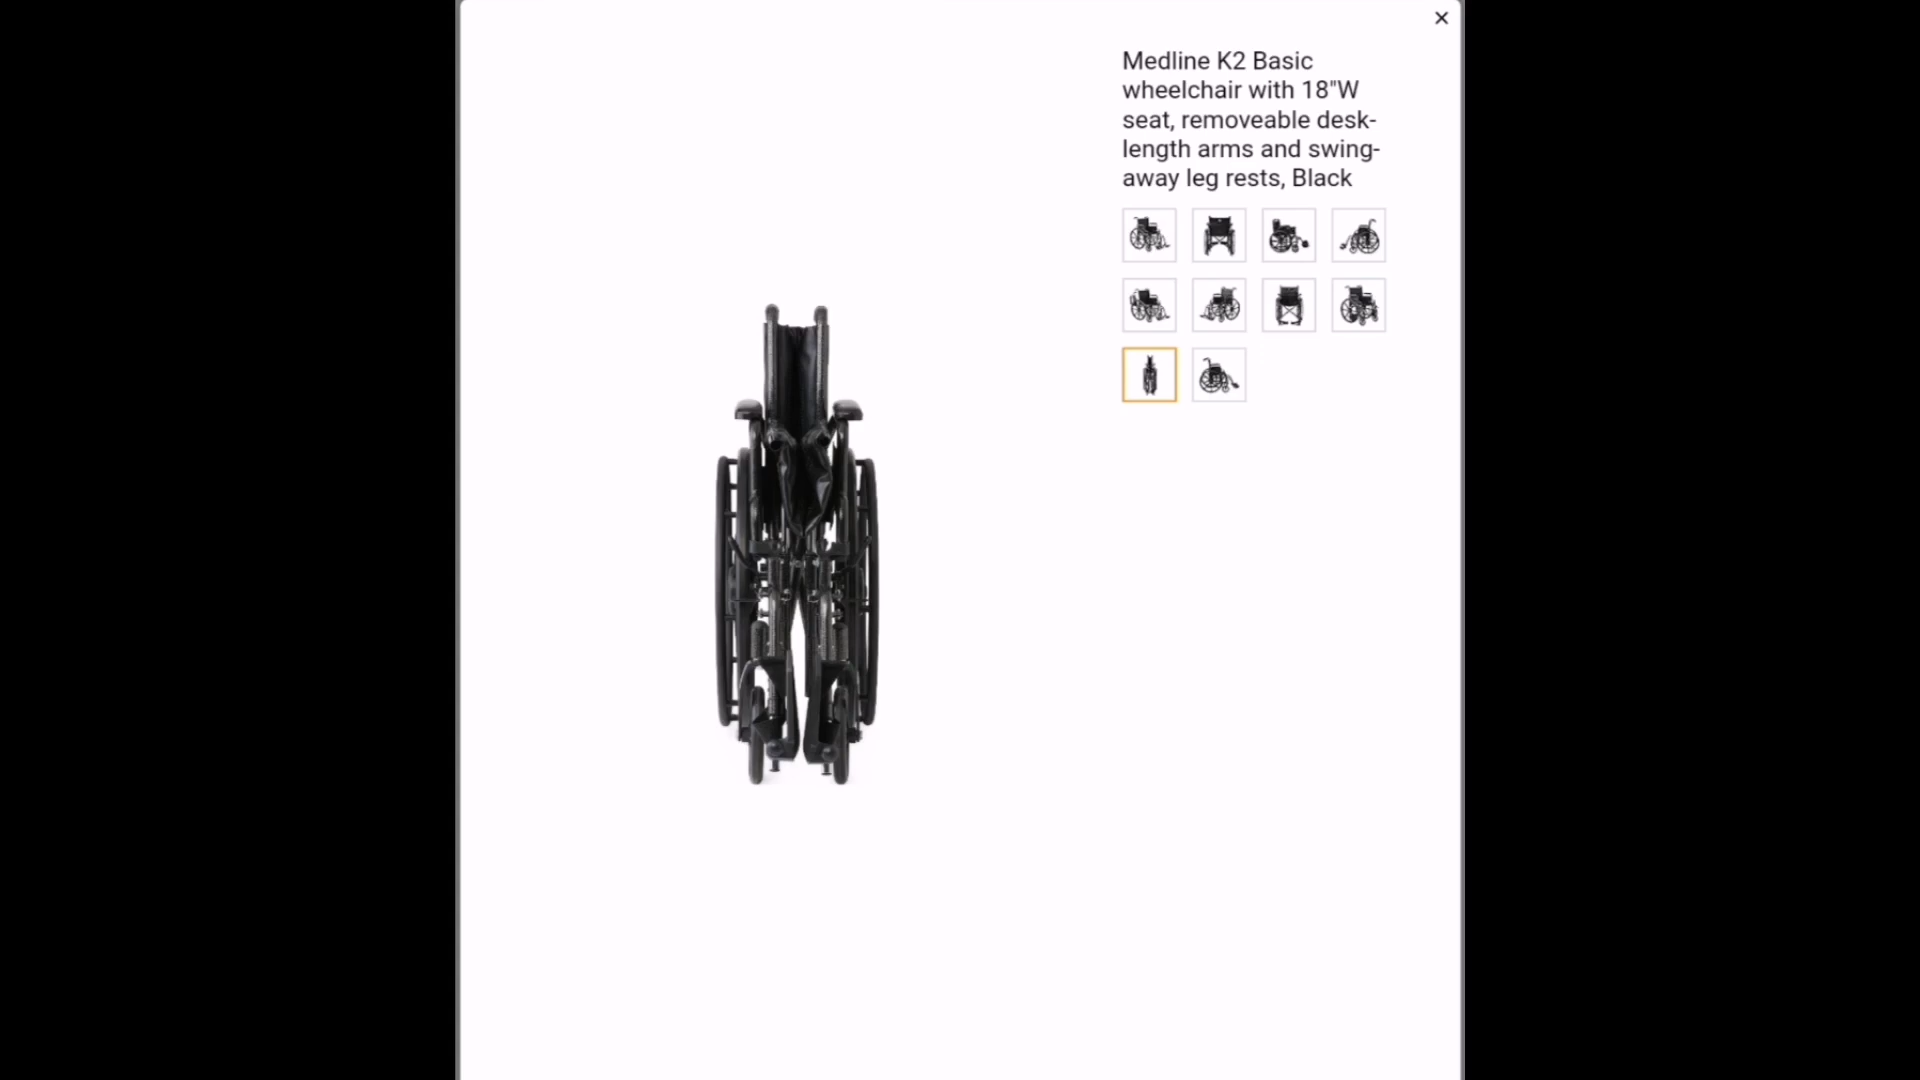 Medline K2 Basic
wheelchair with 18"W
seat, removeable desk-
length arms and swing-
away leg rests, Black